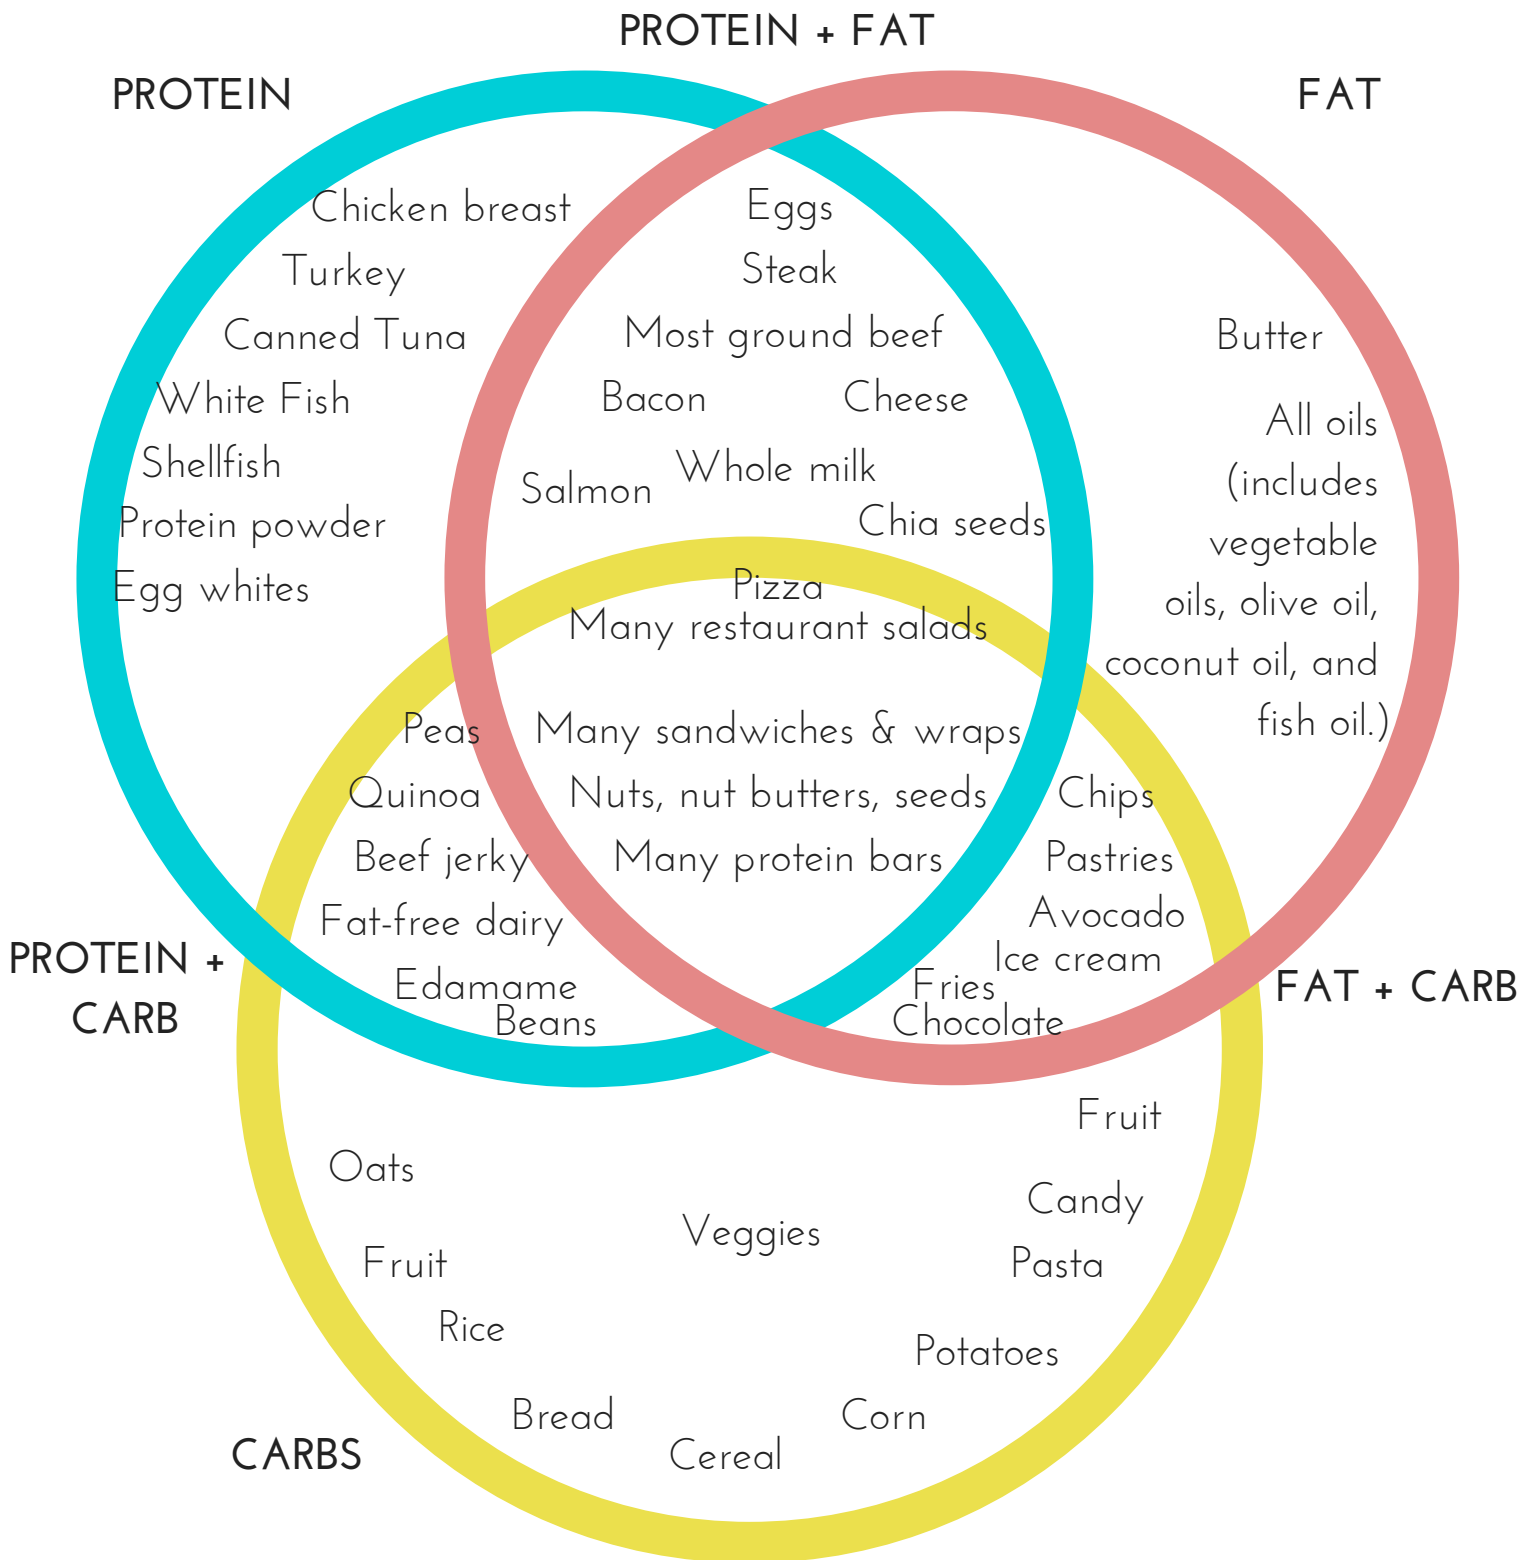 PROTEIN + FAT
PROTEIN
FAT
Chicken breast
Turkey
Canned Tuna
White Fish
Shellfish
Protein powder
Egg whites
Eggs
Steak
Most ground beef
Bacon
Cheese
Whole milk
Salmon
Chia seeds
Butter
All oils
(includes
vegetable
oils, olive oil,
coconut oil, and
fish oil.)
Pizza
Many restaurant salads
Many sandwiches & wraps
Nuts, nut butters, seeds
Many protein bars
Peas
Quinoa
Beef jerky
Fat-free dairy
Edamame
Beans
Chips
Pastries
Avocado
Ice cream
Fries
Chocolate
PROTEIN +
CARB
FAT + CARB
Fruit
Oats
Candy
Veggies
Fruit
Pasta
Rice
Potatoes
Bread
Corn
Cereal
CARBS